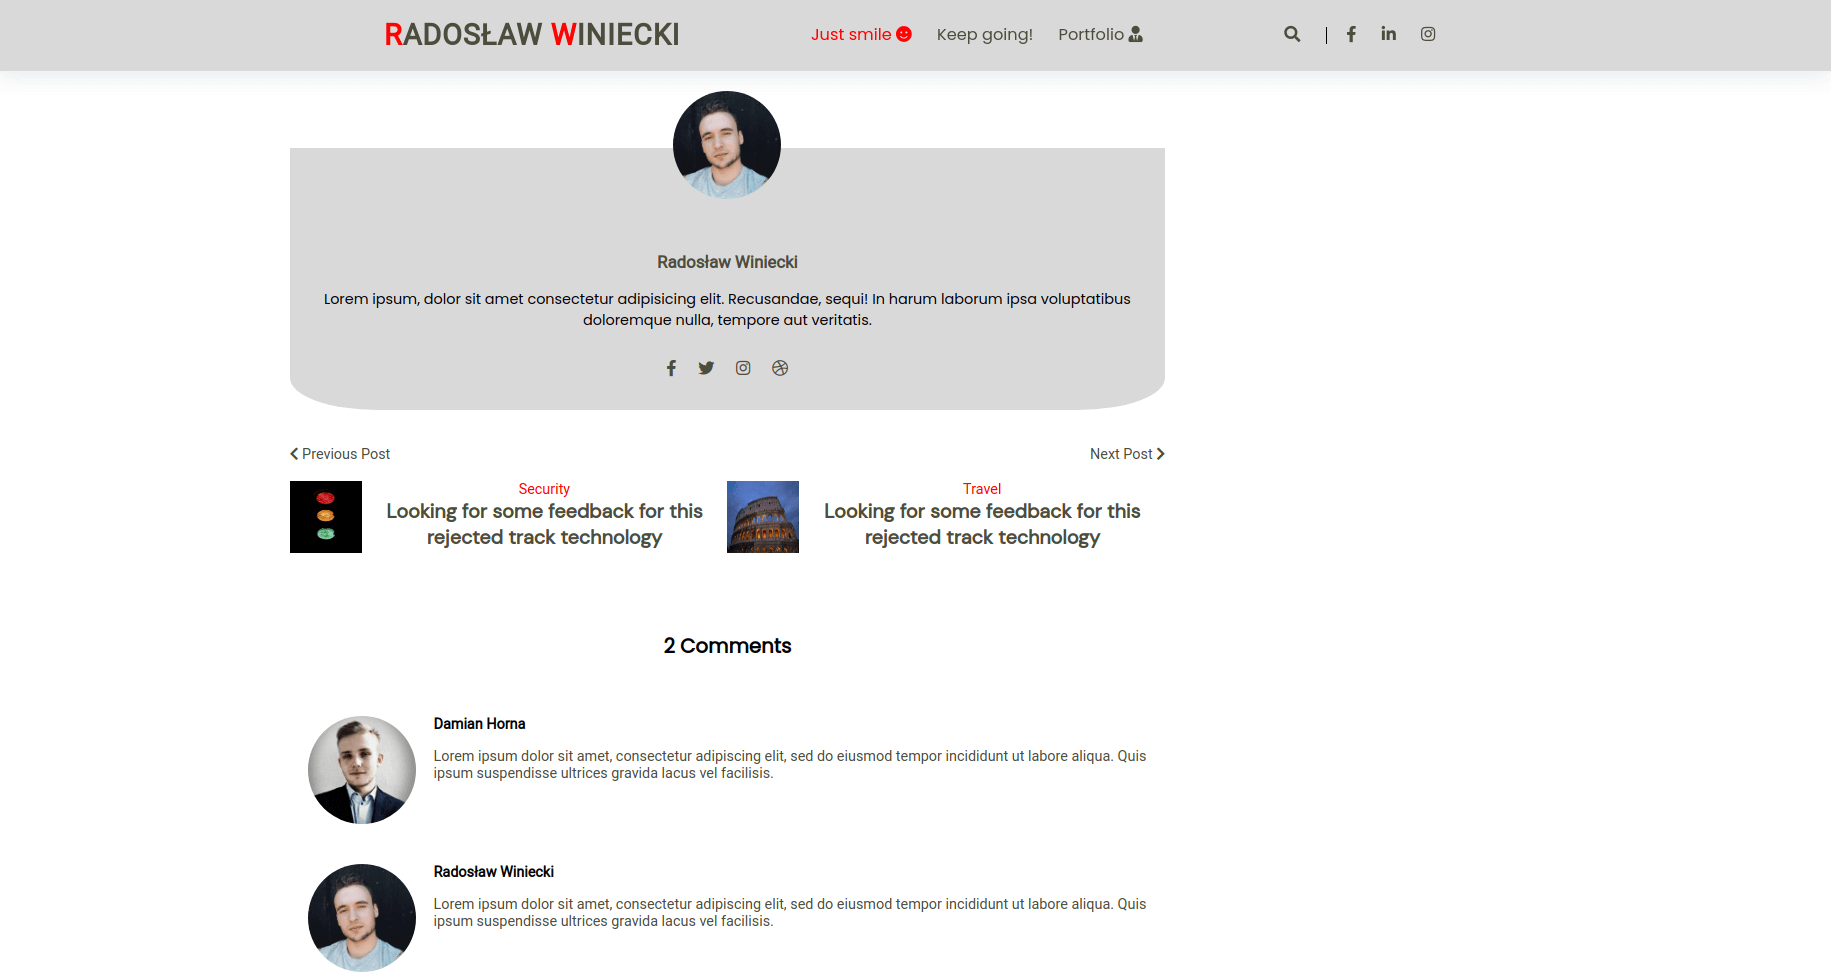 RADOSŁAW WINIECKI
Just smile
Keep going!
Portfolio
Radosław Winiecki
Lorem ipsum, dolor sit amet consectetur adipisicing elit. Recusandae, sequi! In harum laborum ipsa voluptatibus
doloremque nulla, tempore aut veritatis.
Previous Post
Next Post
Security
Looking for some feedback for this
rejected track technology
Travel
Looking for some feedback for this
rejected track technology
2 Comments
Damian Horna
Lorem ipsum dolor sit amet, consectetur adipiscing elit, sed do eiusmod tempor incididunt ut labore aliqua. Quis
ipsum suspendisse ultrices gravida lacus vel facilisis.
Radosław Winiecki
Lorem ipsum dolor sit amet, consectetur adipiscing elit, sed do eiusmod tempor incididunt ut labore aliqua. Quis
ipsum suspendisse ultrices gravida lacus vel facilisis.